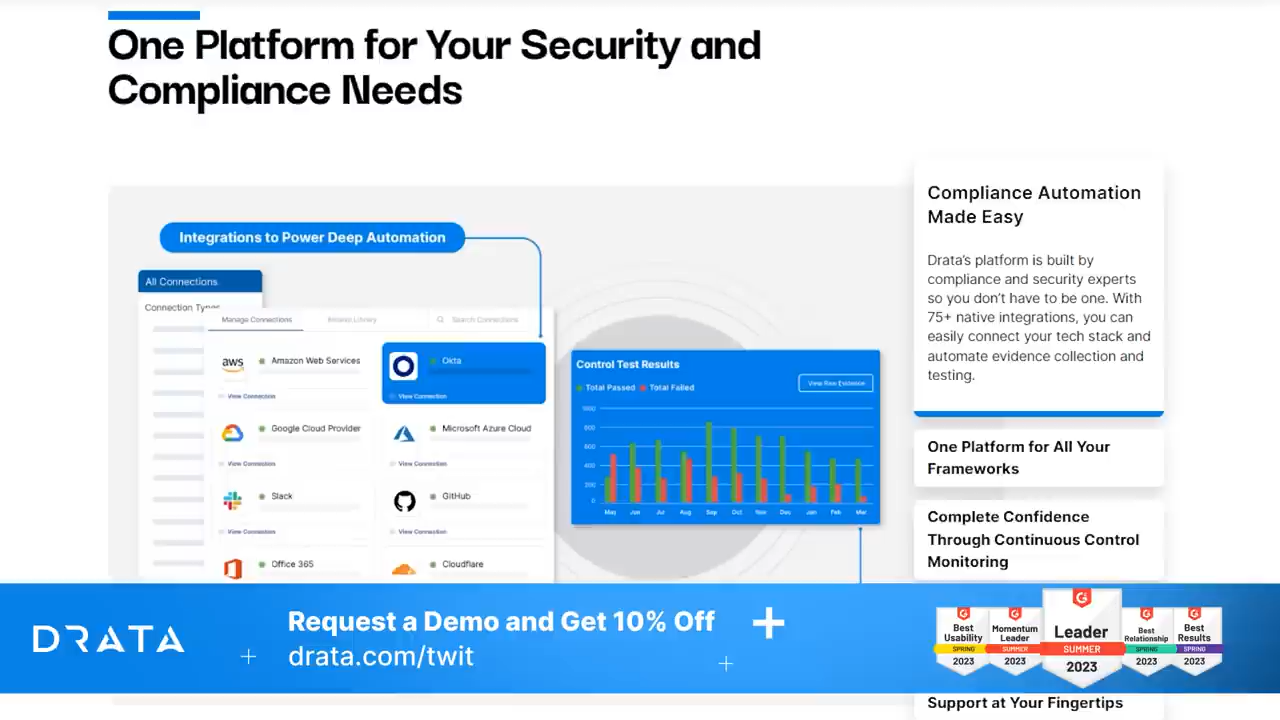 One Platform for Your Security and
Compliance Needs
Integrations to Power Deep Automation
All Connections
Connection Types
Manage Connections
Browse Library
Search Connections
aws
Amazon Web Services
View Connection
Okta
View Connection
Google Cloud Provider
View Connection
Microsoft Azure Cloud
View Connection
Slack
View Connection
GitHub
View Connection
Office 365
Cloudflare
Control Test Results
Total Passed
Total Failed
View Raw Evidence
1000
800
600
400
200
0
May Jun Jul Aug Sep Oct Nov Dec Jan Feb Mar
Compliance Automation
Made Easy
Drata's platform is built by
compliance and security experts
so you don't have to be one. With
75+ native integrations, you can
easily connect your tech stack and
automate evidence collection and
testing.
One Platform for All Your
Frameworks
Complete Confidence
Through Continuous Control
Monitoring
DRATA
Request a Demo and Get 10% Off
drata.com/twit
Best
Usability
SPRING
2023
Momentum
Leader
SUMMER
2023
Leader
SUMMER
2023
Best
Relationship
SPRING
2023
Best
Results
SPRING
2023
Support at Your Fingertips